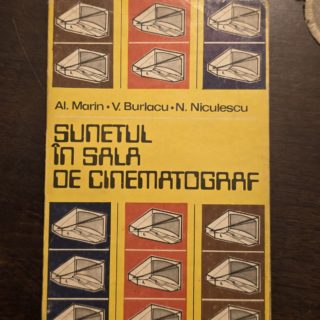 Al. Marin • V. Burlacu • N. Niculescu
SUNETUL
ÎN SALA
DE CINEMATOGRAF